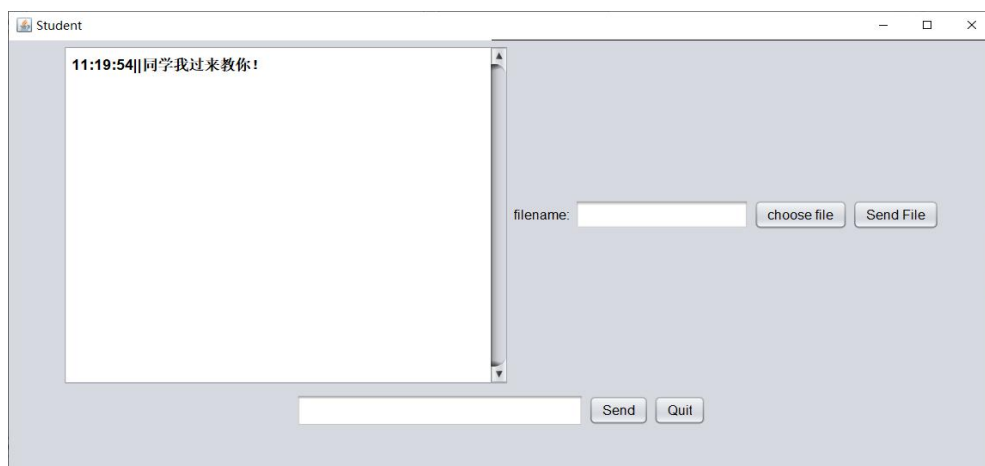 Student
11:19:54||同学我过来教你!
filename:
choose file
Send File
Send
Quit